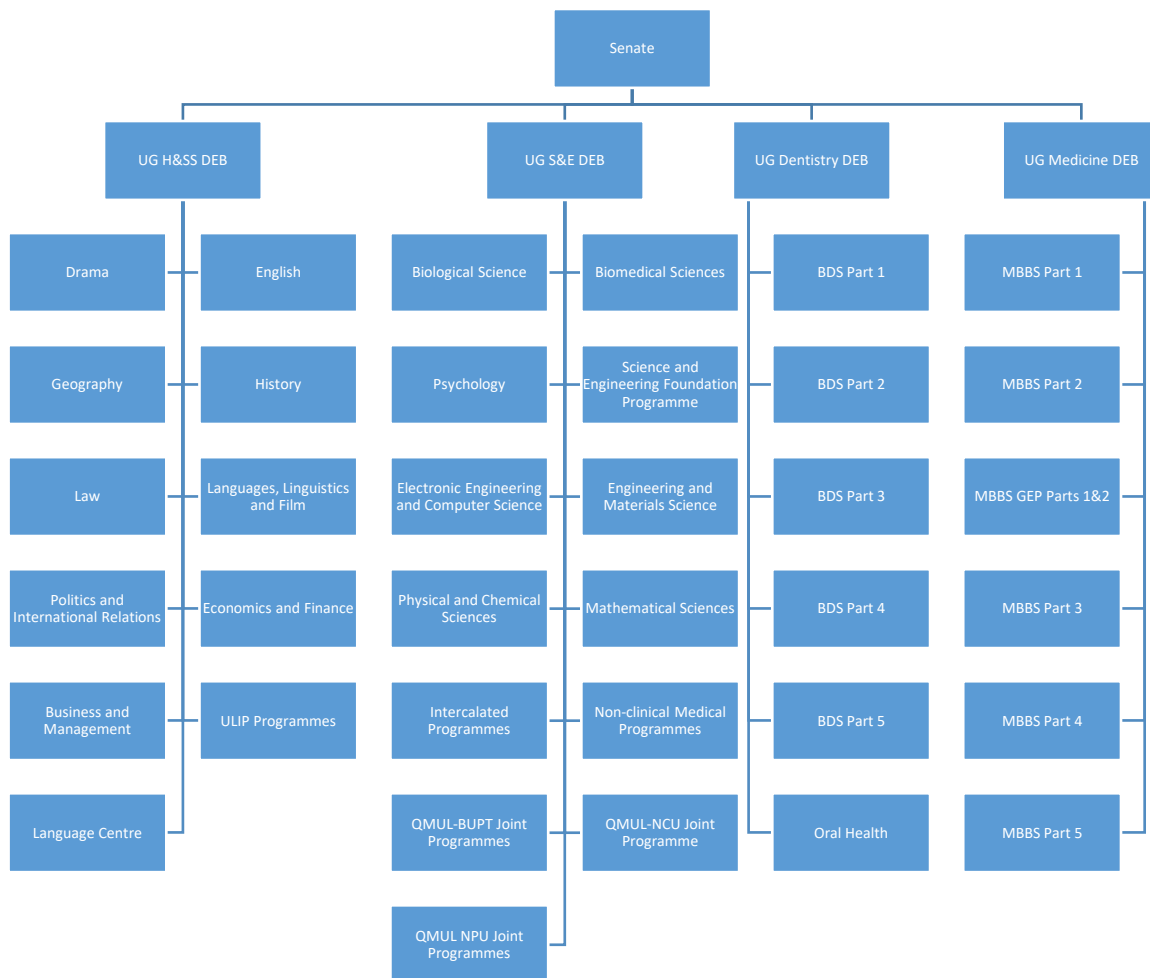 Senate
UG H&SS DEB
UG S&E DEB
UG Dentistry DEB
UG Medicine DEB
Drama
English
Biological Science
Biomedical Sciences
BDS Part 1
MBBS Part 1
Geography
History
Psychology
Science and
Engineering Foundation
Programme
BDS Part 2
MBBS Part 2
Law
Languages, Linguistics
and Film
Electronic Engineering
and Computer Science
Engineering and
Materials Science
BDS Part 3
MBBS GEP Parts 1&2
Politics and
International Relations
Economics and Finance
Physical and Chemical
Sciences
Mathematical Sciences
BDS Part 4
MBBS Part 3
Business and
Management
ULIP Programmes
Intercalated
Programmes
Non-clinical Medical
Programmes
BDS Part 5
MBBS Part 4
Language Centre
QMUL-BUPT Joint
Programmes
QMUL-NCU Joint
Programme
Oral Health
MBBS Part 5
QMUL NPU Joint
Programmes